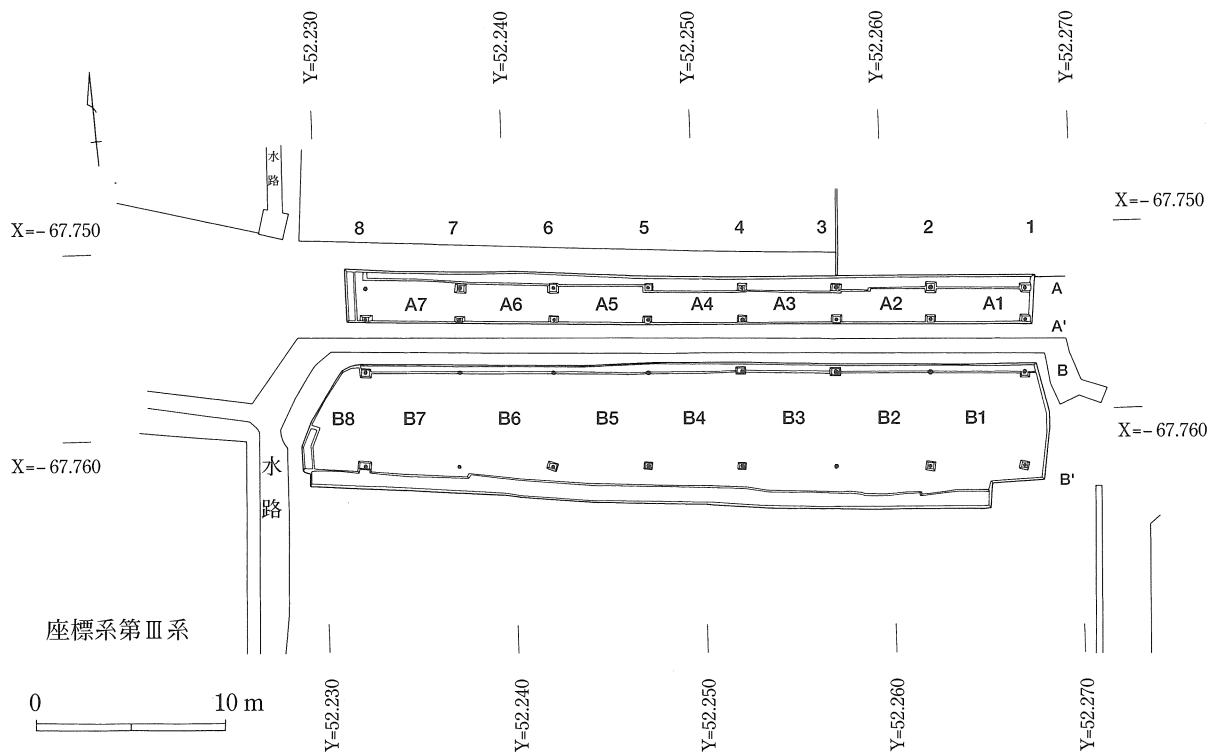 Y=52.230
Y=52.240
Y=52.250
Y=52.260
Y=52.270
水路
X=-67.750
X=-67.750
8 7 6 5 4 3 2 1
A
A7 A6 A5 A4 A3 A2 A1
A'
B
B8 B7 B6 B5 B4 B3 B2 B1
X=-67.760
X=-67.760
B'
水路
座標系第Ⅲ系
0 10 m
Y=52.230
Y=52.240
Y=52.250
Y=52.260
Y=52.270